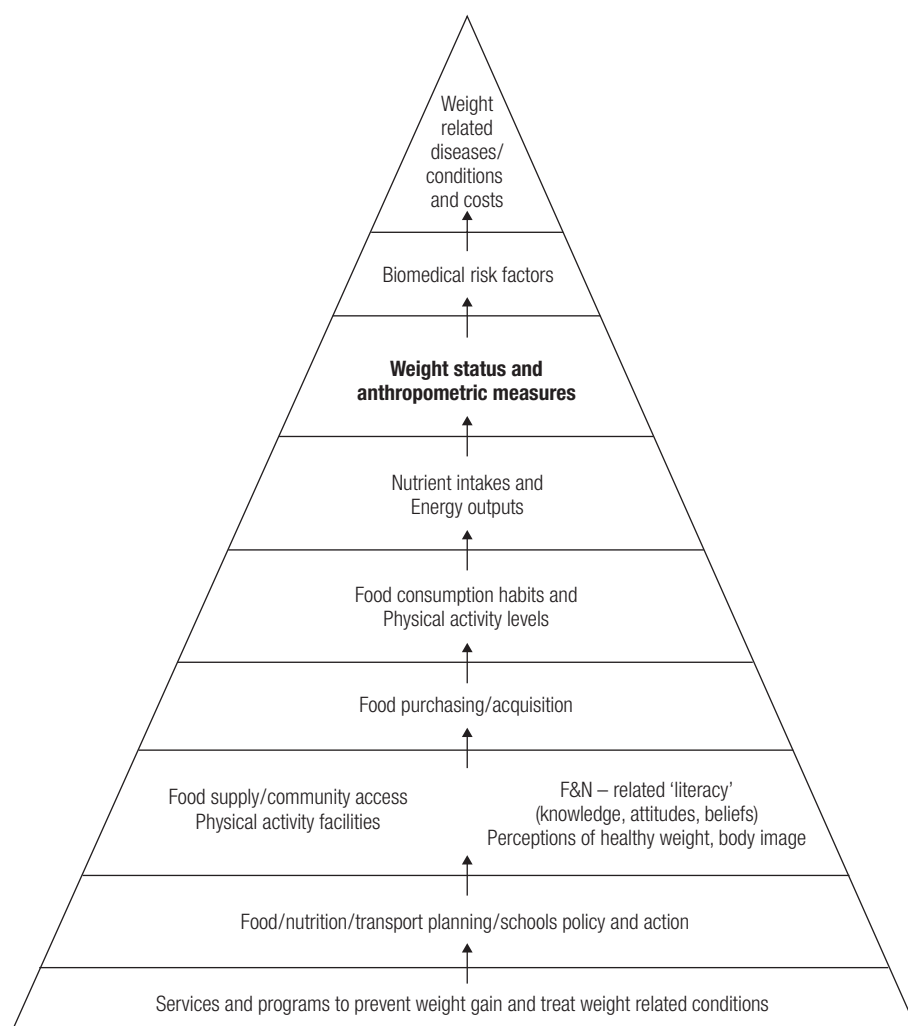 Weight
related
diseases/
conditions
and costs
Biomedical risk factors
Weight status and
anthropometric measures
Nutrient intakes and
Energy outputs
Food consumption habits and
Physical activity levels
Food purchasing/acquisition
Food supply/community access
Physical activity facilities
F&N – related ‘literacy’
(knowledge, attitudes, beliefs)
Perceptions of healthy weight, body image
Food/nutrition/transport planning/schools policy and action
Services and programs to prevent weight gain and treat weight related conditions